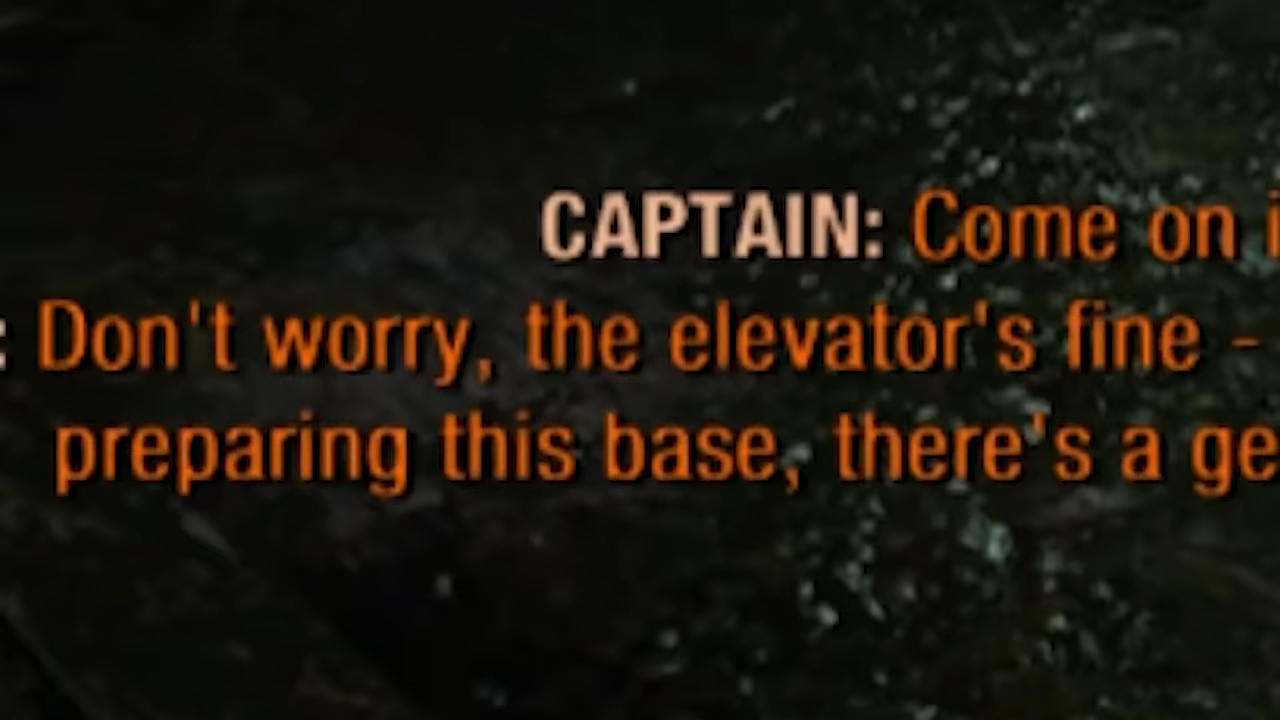 CAPTAIN: Come on
: Don't worry, the elevator's fine -
preparing this base, there's a